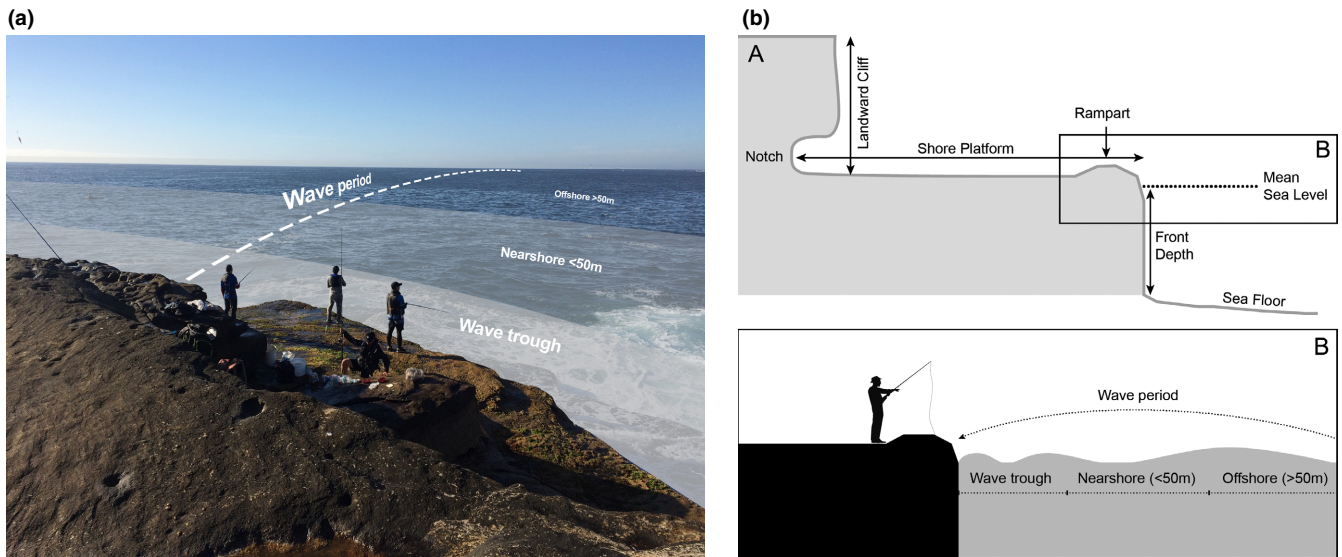 (a)
Wave period
Offshore >50m
Nearshore <50m
Wave trough
(b)
A
Landward Cliff
Rampart
Notch
Shore Platform
B
Mean
Sea Level
Front
Depth
Sea Floor
B
Wave period
Wave trough
Nearshore (<50m)
Offshore (>50m)